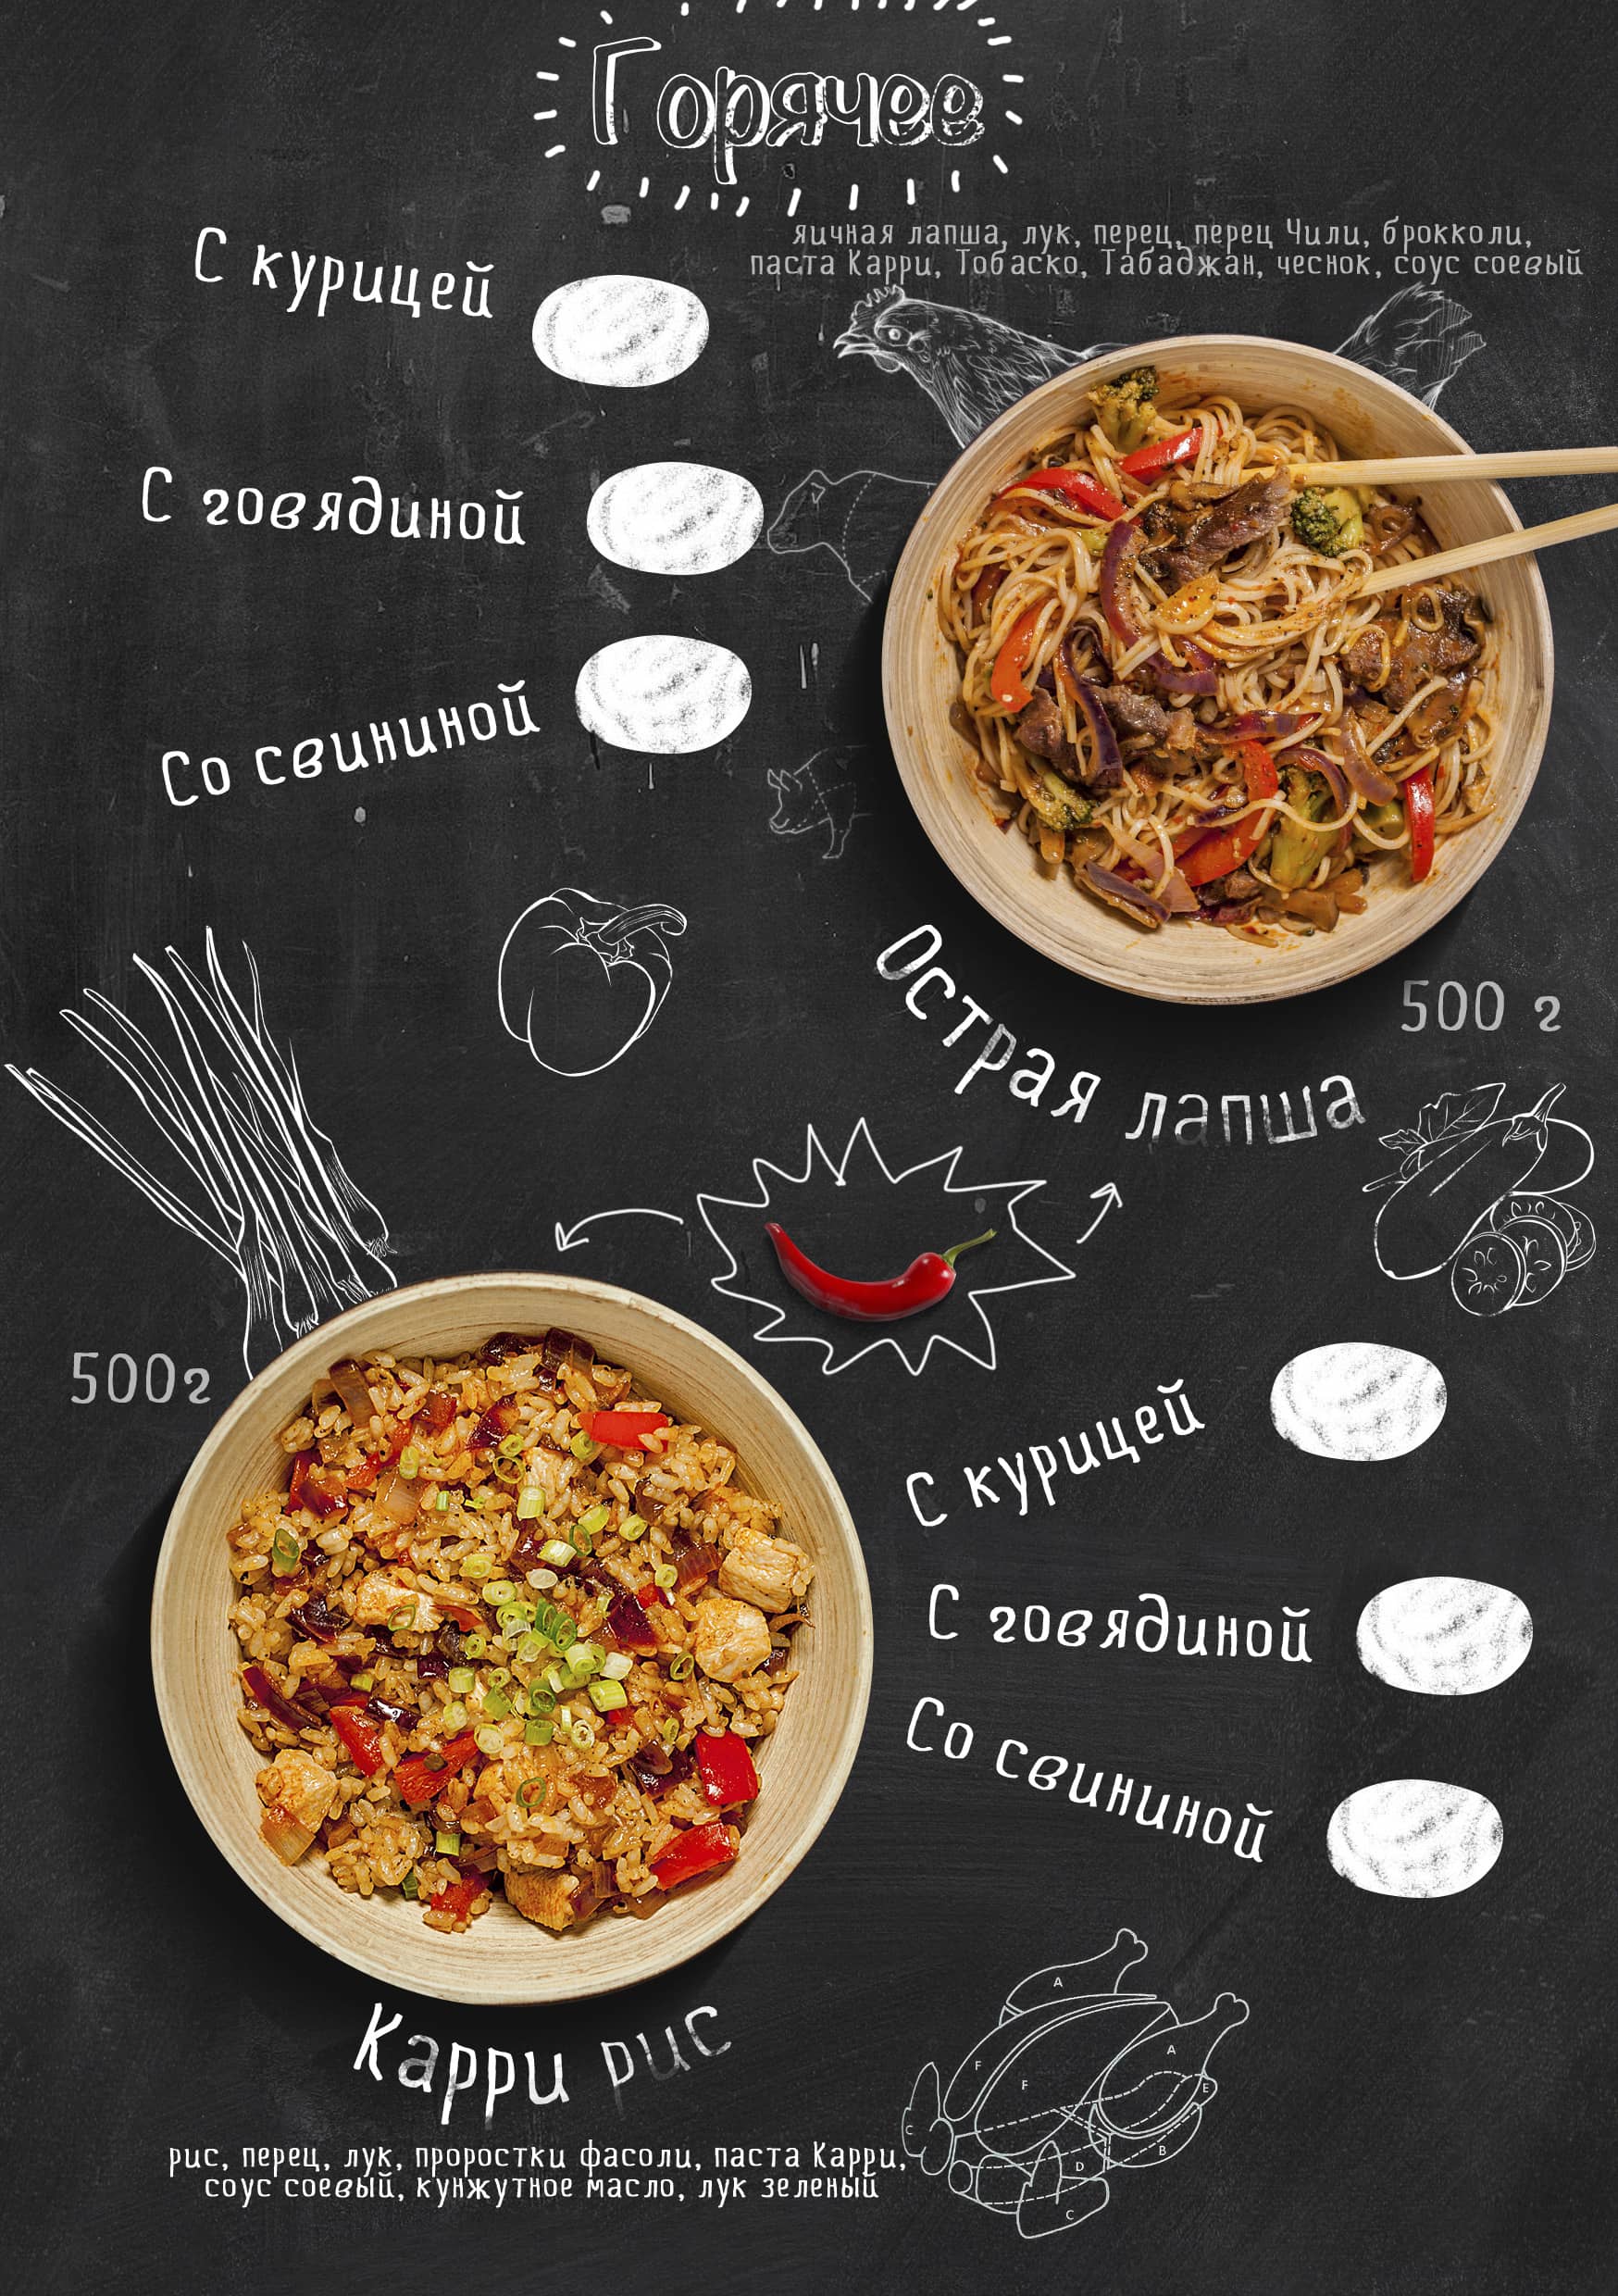 Горячее
яичная лапша, лук, перец, перец Чили, брокколи,
паста Карри, Тобаско, Табаджан, чеснок, соус соевый
С курицей
С говядиной
Со свининой
Острая лапша
500 г
500г
С курицей
С говядиной
Со свининой
Карри рис
рис, перец, лук, проростки фасоли, паста Карри,
соус соевый, кунжутное масло, лук зеленый
A
A
F
F
E
C
B
D
C